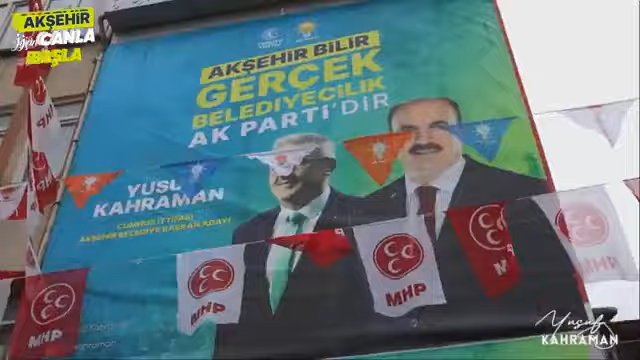 AKŞEHİR
CANLA
BAŞLA
AKŞEHİR BİLİR
GERÇEK
BELEDİYECİLİK
AK PARTİ'DİR
YUSU
KAHRAMAN
CUMHUR İTTİFAKI
AKŞEHİR BELEDİYE BAŞKAN ADAYI
MHP
MHP
MHP
MHP
MHP
Yusuf
KAHRAMAN